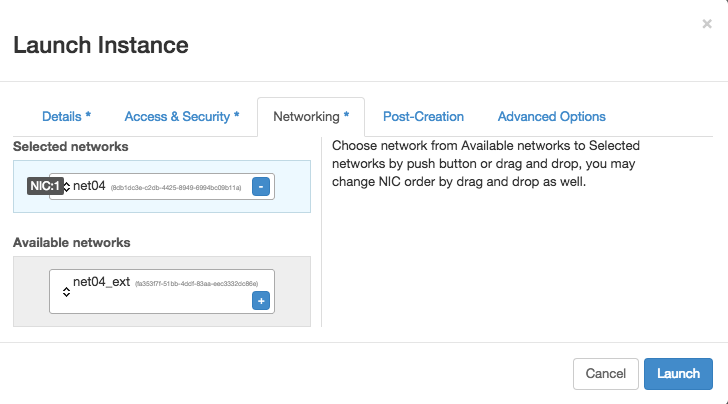 ×
Launch Instance
Details *
Access & Security *
Networking *
Post-Creation
Advanced Options
Selected networks
NIC:1
net04 (8db1dc3e-c2db-4425-8949-6994bc09b11a)
-
Available networks
net04_ext (fa353f7f-51bb-4ddf-83aa-eec3332dc86e)
+
Choose network from Available networks to Selected
networks by push button or drag and drop, you may
change NIC order by drag and drop as well.
Cancel
Launch